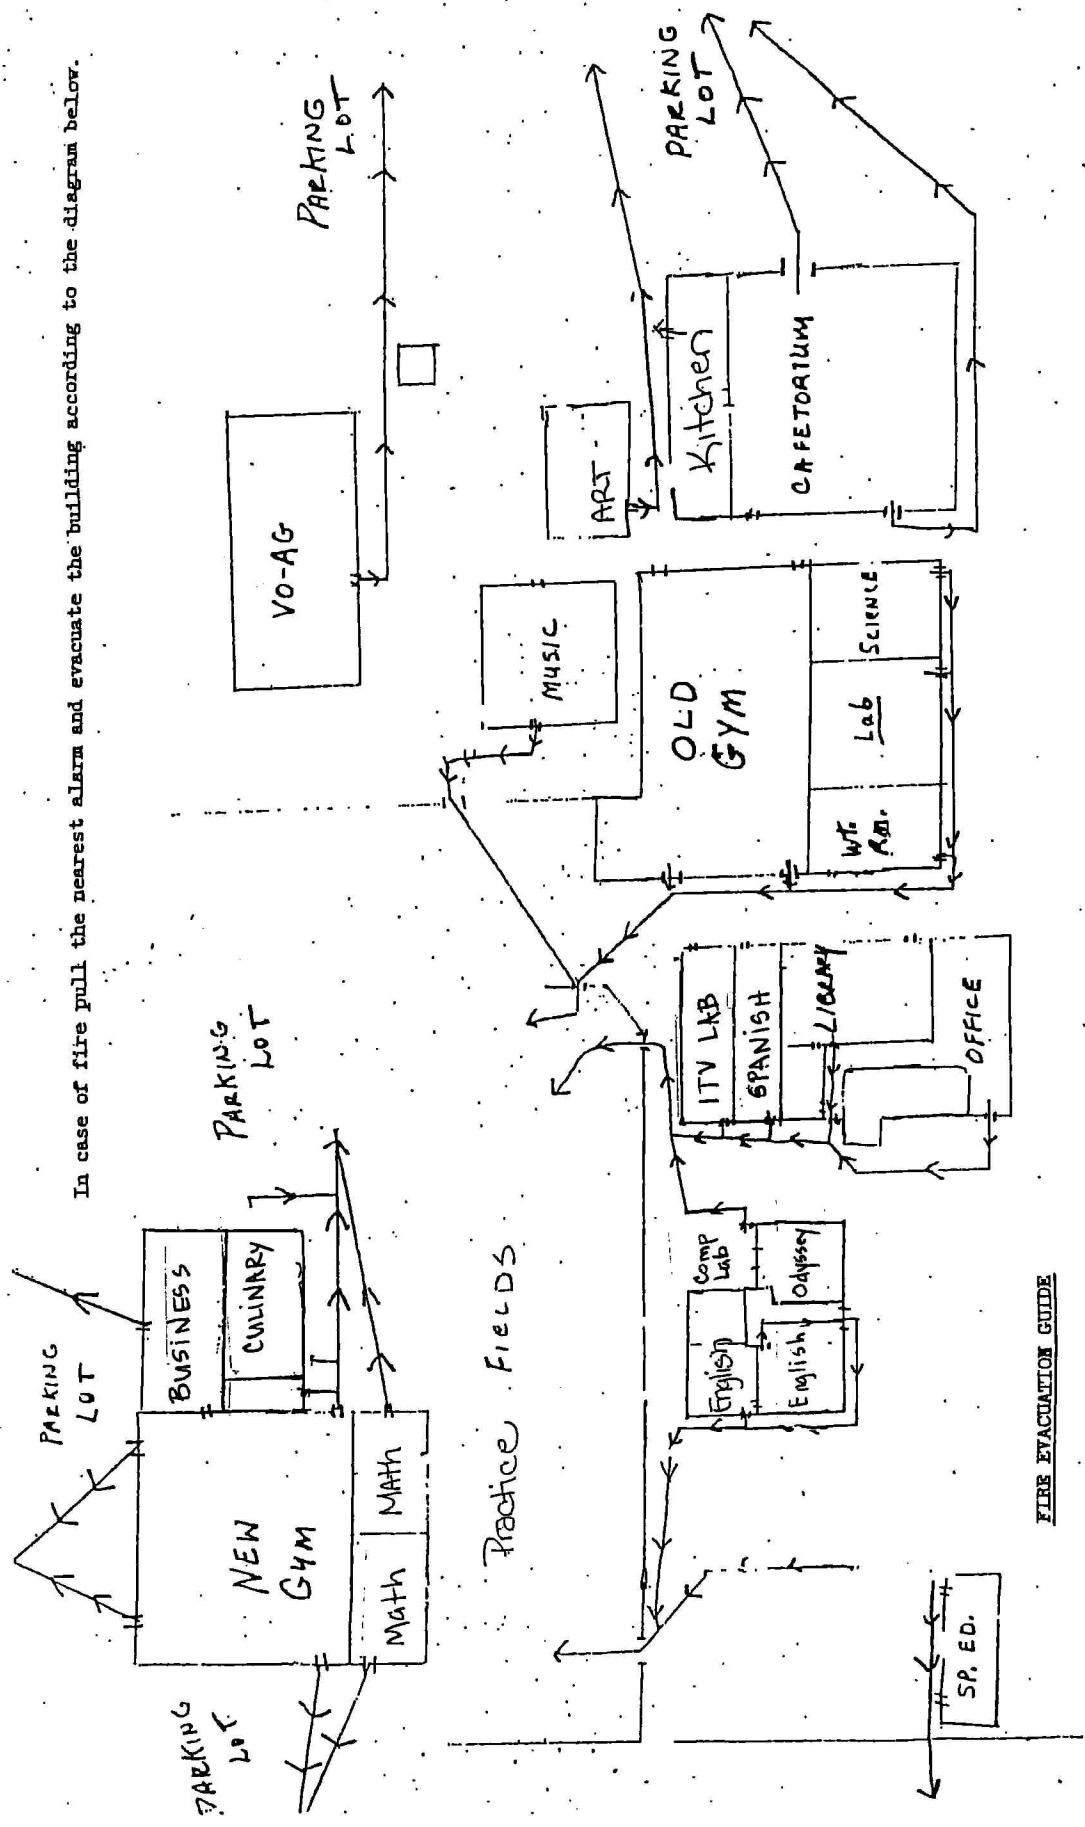 In case of fire pull the nearest alarm and evacuate the building according to the diagram below.
PARKING
LOT
PARKING
LOT
BUSINESS
CULINARY
NEW
GYM
Math
MATH
PARKING
LOT
PARKING
LOT
VO-AG
PARKING
LOT
Practice Fields
MUSIC
ART
Kitchen
CAFETORIUM
OLD
GYM
Wt.
Rm.
Lab
SCIENCE
ITV LAB
SPANISH
LIBRARY
OFFICE
Comp
Lab
Odyssey
English
English
SP. ED.
FIRE EVACUATION GUIDE